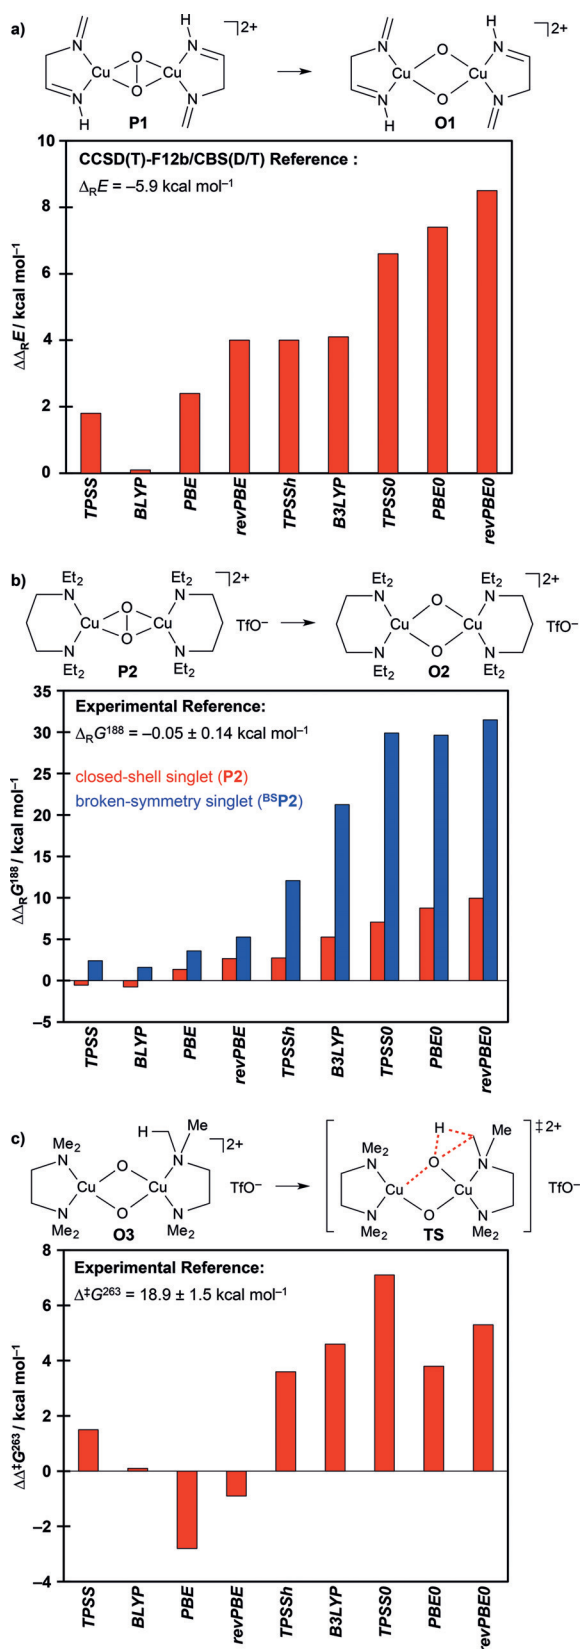 a)
]2+
]2+
H
N
N
O
Cu
Cu
O
N
N
H
P1
H
N
N
O
Cu
Cu
O
N
N
H
O1
CCSD(T)-F12b/CBS(D/T) Reference :
ΔRE = –5.9 kcal mol–1
ΔΔRE / kcal mol–1
8
6
4
2
0
TPSS
BLYP
PBE
revPBE
TPSSh
B3LYP
TPSS0
PBE0
revPBE0
b)
Et2
Et2
]2+
Et2
Et2
]2+
N
O
N
N
O
N
Cu
Cu
TfO–
Cu
Cu
TfO–
N
O
N
N
O
N
Et2
P2
Et2
Et2
O2
Et2
Experimental Reference:
ΔRG188 = –0.05 ± 0.14 kcal mol–1
closed-shell singlet (P2)
broken-symmetry singlet (BSP2)
ΔΔRG188 / kcal mol–1
35
30
25
20
15
10
5
0
–5
TPSS
BLYP
PBE
revPBE
TPSSh
B3LYP
TPSS0
PBE0
revPBE0
c)
H
Me
]2+
H
Me
‡2+
Me2
N
O
N
Me2
N
O
N
Cu
Cu
TfO–
Cu
Cu
TfO–
N
O
N
N
O
N
Me2
O3
Me2
Me2
TS
Me2
Experimental Reference:
Δ‡G263 = 18.9 ± 1.5 kcal mol–1
ΔΔ‡G263 / kcal mol–1
8
6
4
2
0
–2
–4
TPSS
BLYP
PBE
revPBE
TPSSh
B3LYP
TPSS0
PBE0
revPBE0